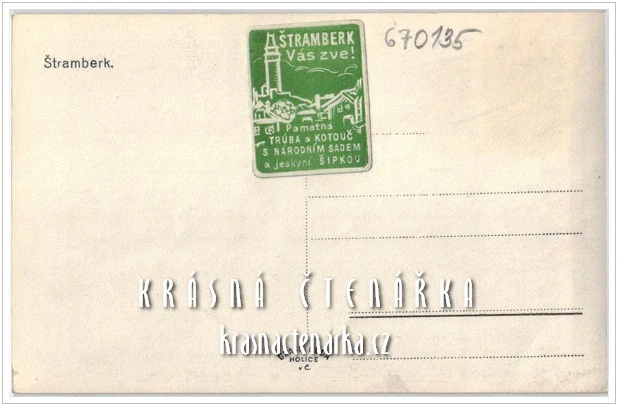 670135
Štramberk.
ŠTRAMBERK
Vás zve!
Památná
TRÚBA a KOTOUČ
S NÁRODNÍM SADEM
a jeskyní ŠIPKOU
KRÁSNÁ ČTENÁŘKA
krasnactenarka.cz
HOLICE
v Č.